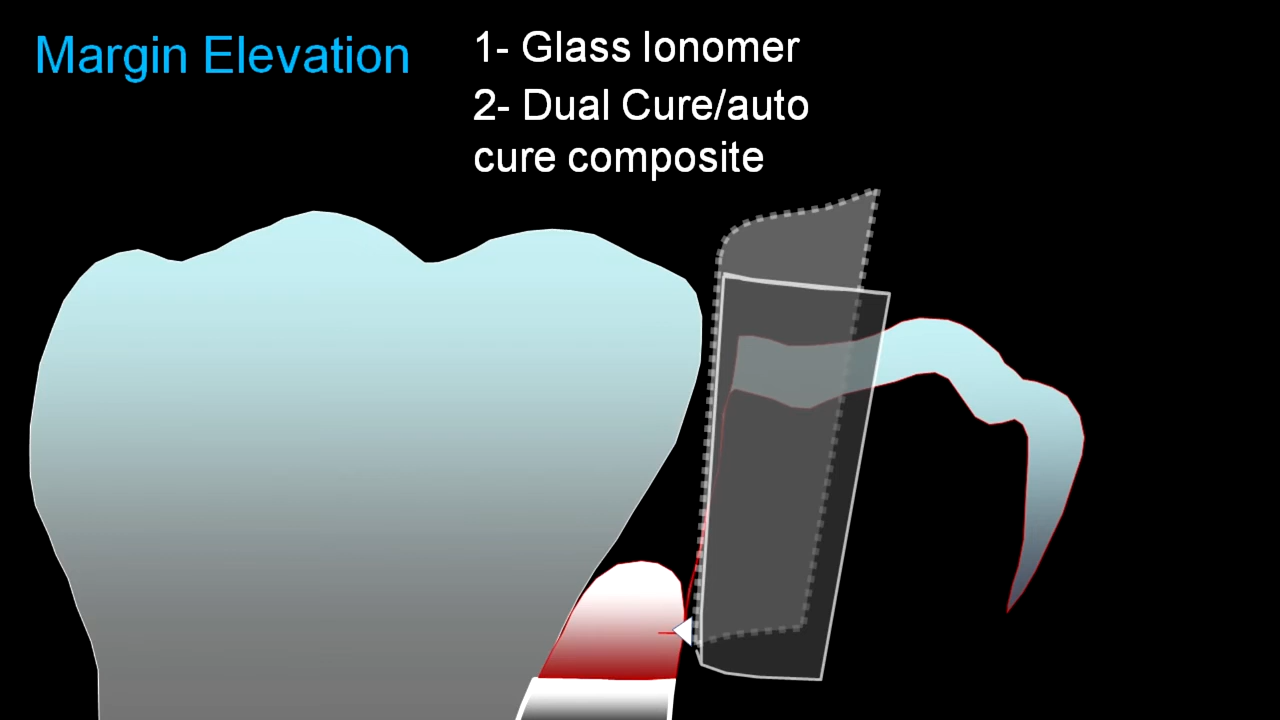 Margin Elevation
1- Glass Ionomer
2- Dual Cure/auto
cure composite